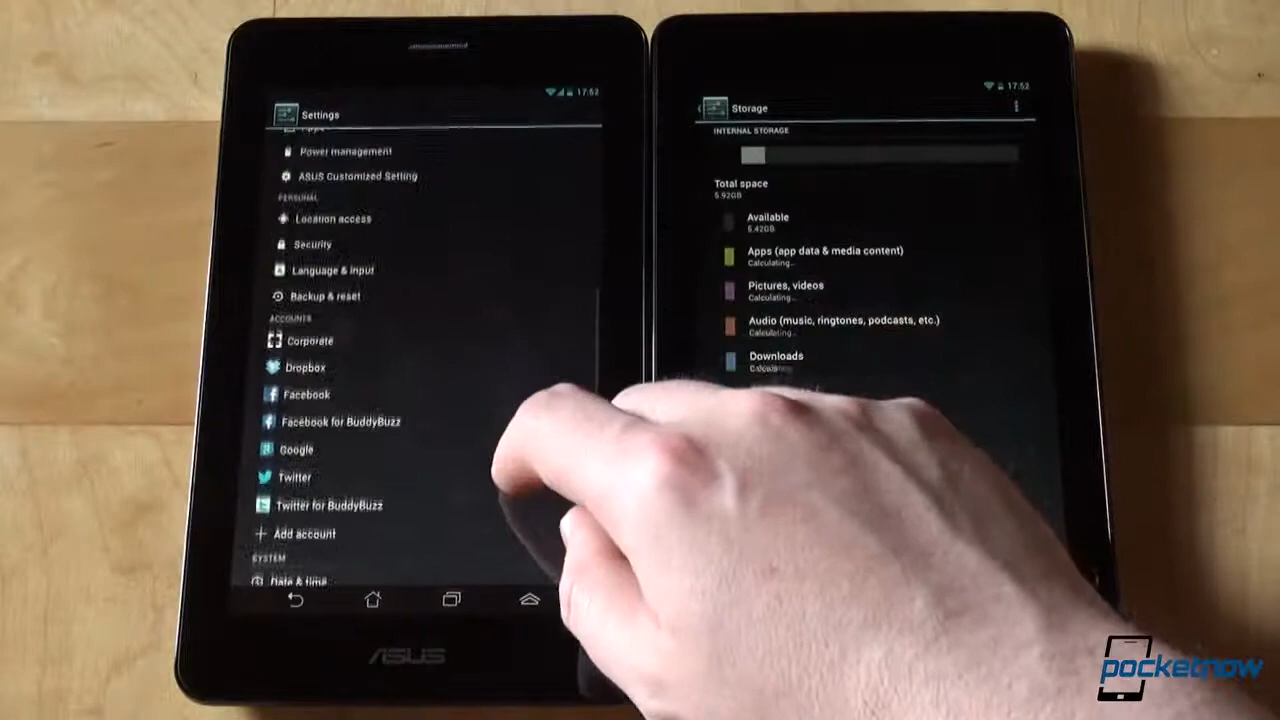 17:52
Settings
Apps
Power management
ASUS Customized Setting
PERSONAL
Location access
Security
Language & input
Backup & reset
ACCOUNTS
Corporate
Dropbox
Facebook
Facebook for BuddyBuzz
Google
Twitter
Twitter for BuddyBuzz
Add account
SYSTEM
Date & time
ASUS
17:52
Storage
INTERNAL STORAGE
Total space
5.92GB
Available
5.42GB
Apps (app data & media content)
Calculating...
Pictures, videos
Calculating...
Audio (music, ringtones, podcasts, etc.)
Calculating...
Downloads
Calculating...
pocketnow